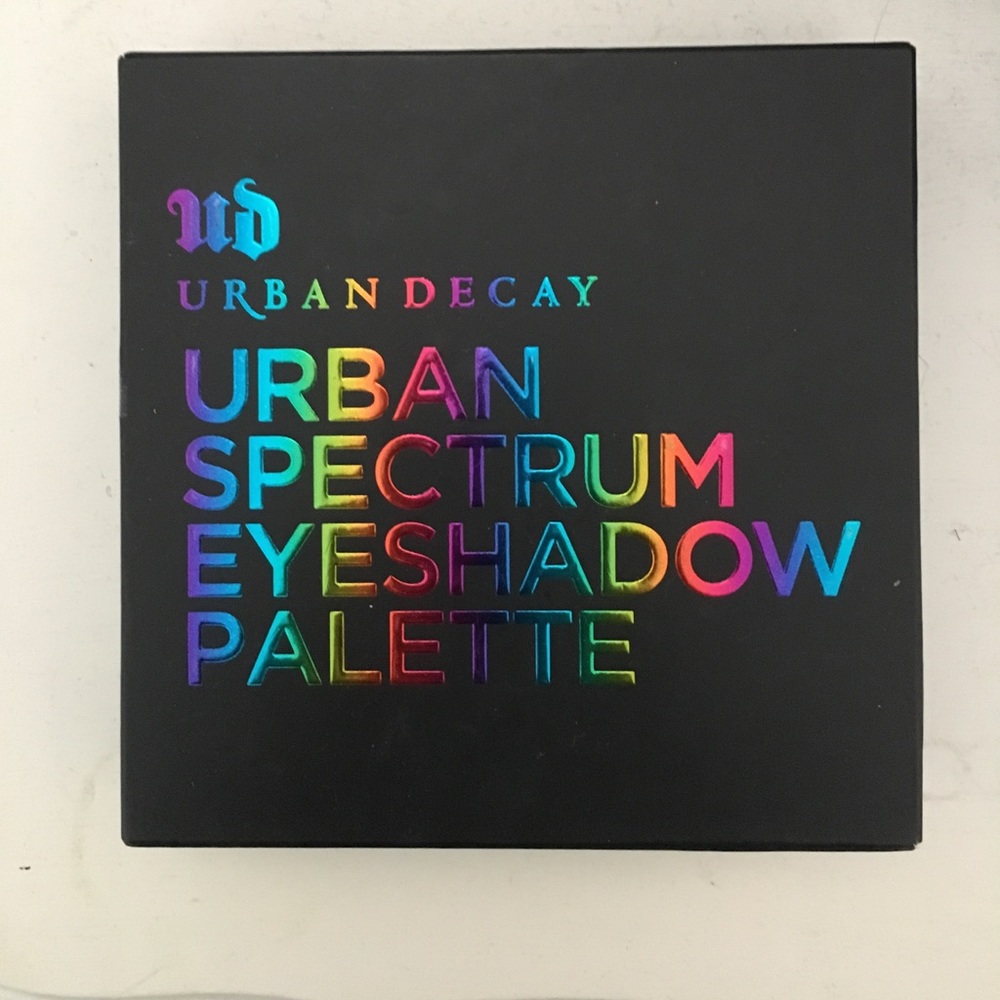 UD
URBAN DECAY
URBAN
SPECTRUM
EYESHADOW
PALETTE